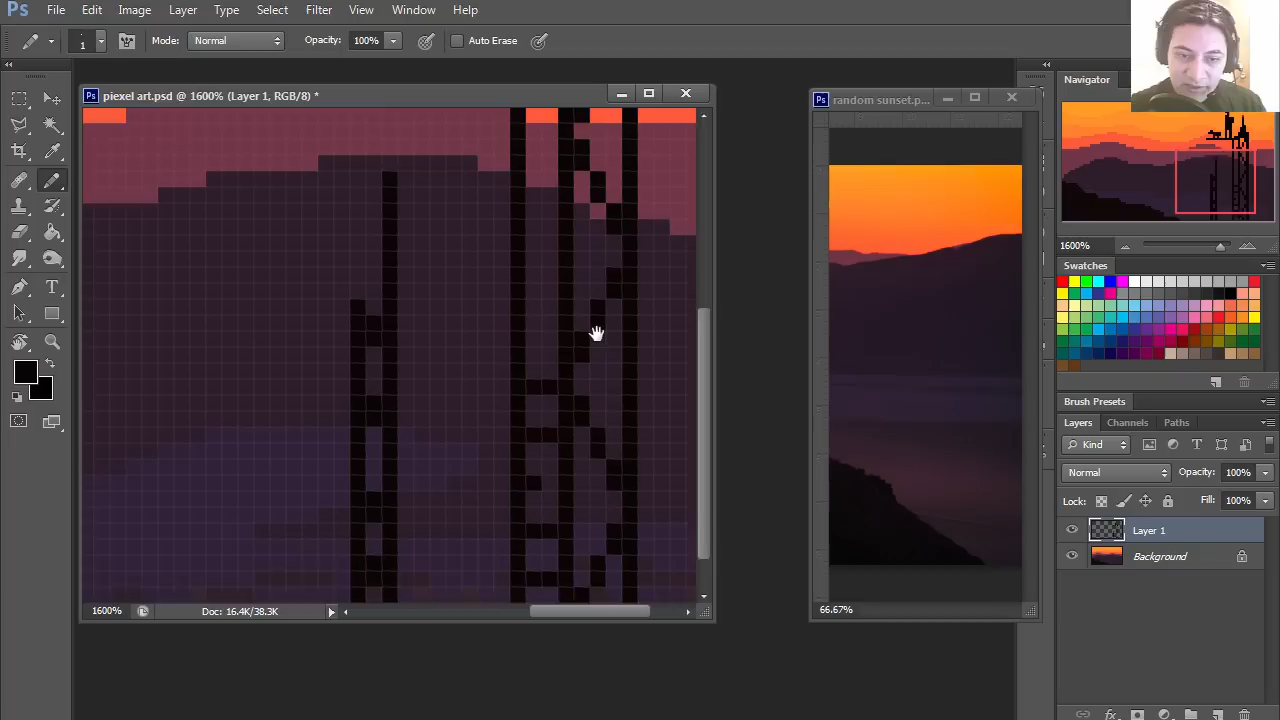 Ps File Edit Image Layer Type Select Filter View Window Help
1 Mode: Normal Opacity: 100% Auto Erase
piexel art.psd @ 1600% (Layer 1, RGB/8) *
Ps random sunset.p...
Navigator
1600%
Swatches
Brush Presets
Layers Channels Paths
Kind
Normal Opacity: 100%
Lock: Fill: 100%
Layer 1
Background
1600% Doc: 16.4K/38.3K
66.67%
fx